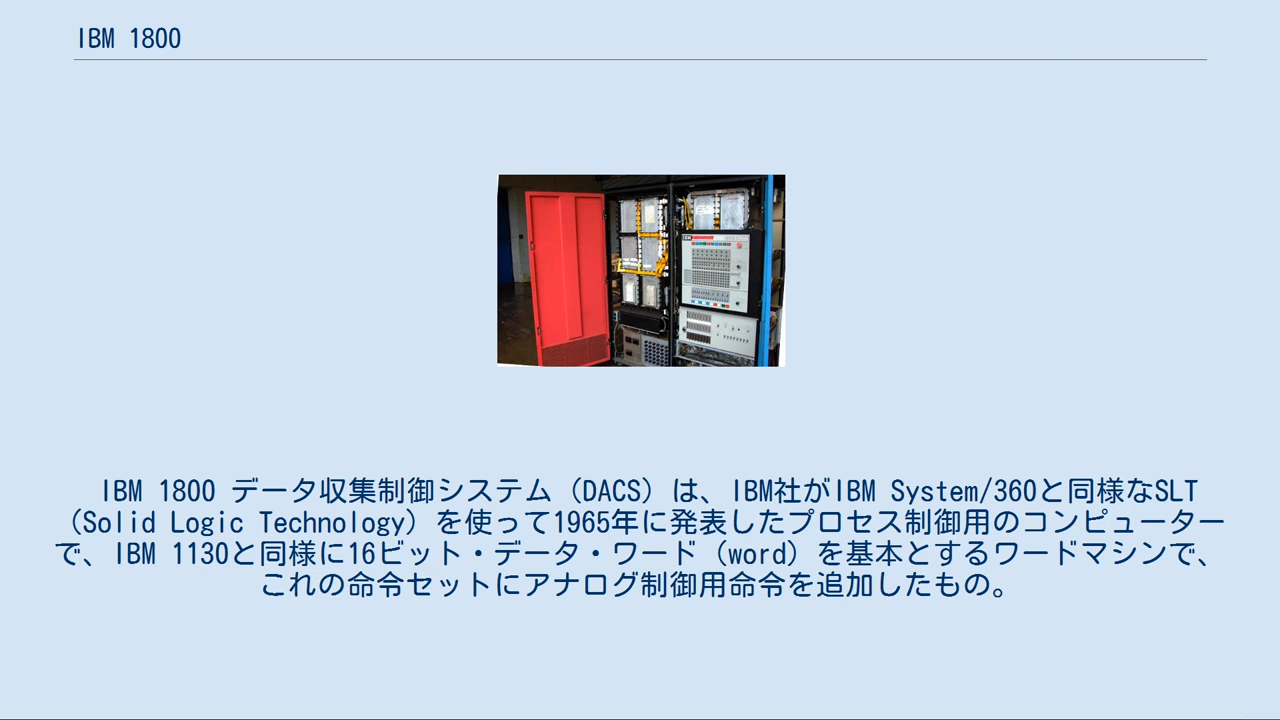 IBM 1800
IBM
IBM 1800 データ収集制御システム（DACS）は、IBM社がIBM System/360と同様なSLT
（Solid Logic Technology）を使って1965年に発表したプロセス制御用のコンピューター
で、IBM 1130と同様に16ビット・データ・ワード（word）を基本とするワードマシンで、
これの命令セットにアナログ制御用命令を追加したもの。